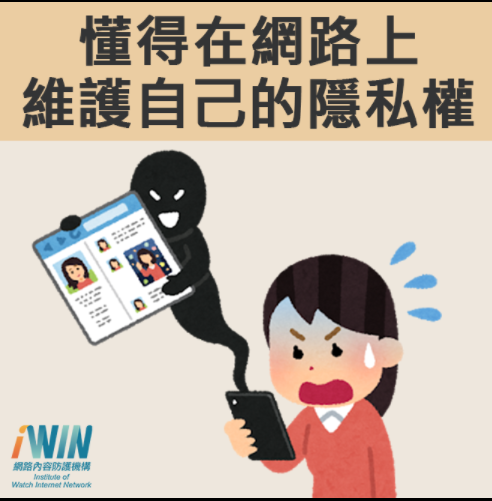 懂得在網路上
維護自己的隱私權
iWIN
網路內容防護機構
Institute of
Watch Internet Network